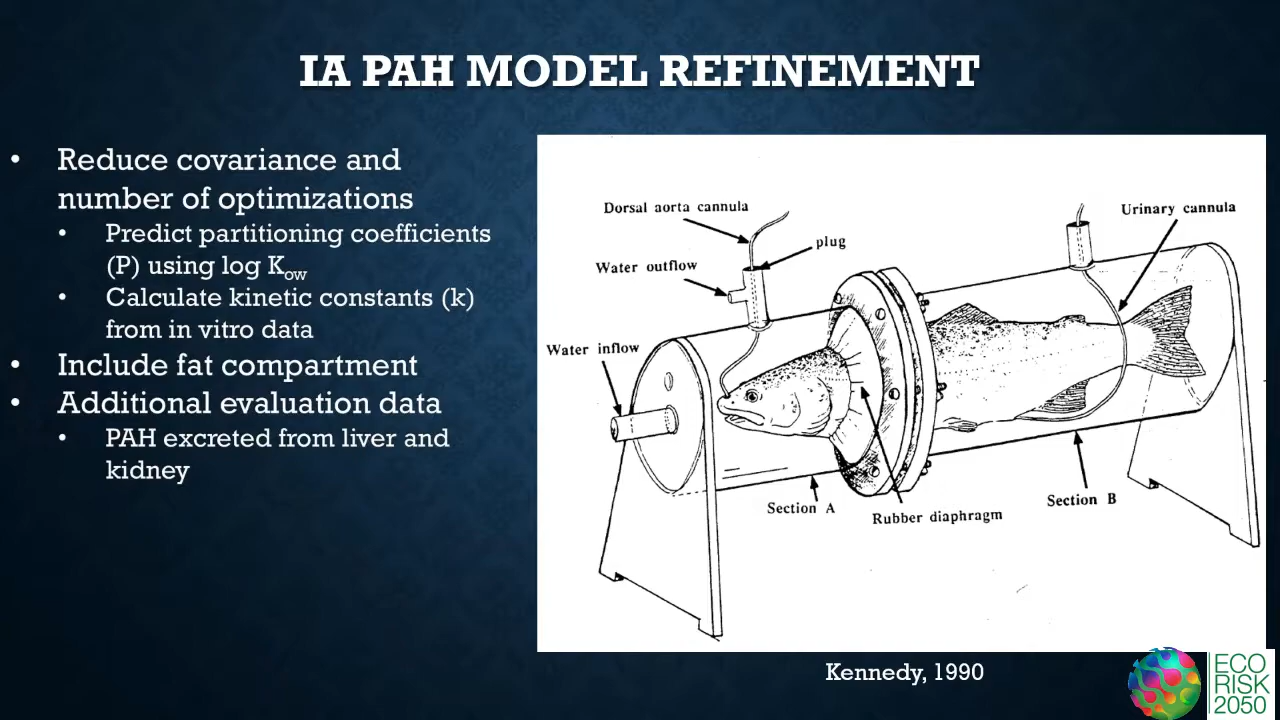 IA PAH MODEL REFINEMENT
• Reduce covariance and
number of optimizations
• Predict partitioning coefficients
(P) using log Kow
• Calculate kinetic constants (k)
from in vitro data
• Include fat compartment
• Additional evaluation data
• PAH excreted from liver and
kidney
Dorsal aorta cannula
plug
Water outflow
Water inflow
Urinary cannula
Section A
Rubber diaphragm
Section B
Kennedy, 1990
ECO
RISK
2050